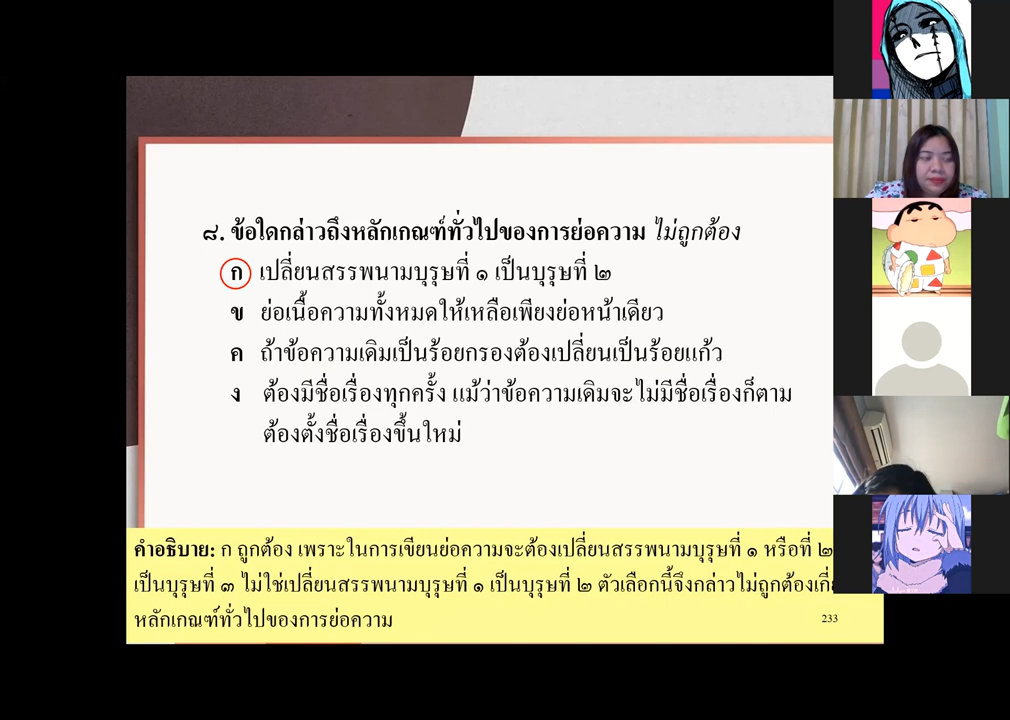 ๘. ข้อใดกล่าวถึงหลักเกณฑ์ทั่วไปของการย่อความ ไม่ถูกต้อง
ก เปลี่ยนสรรพนามบุรุษที่ ๑ เป็นบุรุษที่ ๒
ข ย่อเนื้อความทั้งหมดให้เหลือเพียงย่อหน้าเดียว
ค ถ้าข้อความเดิมเป็นร้อยกรองต้องเปลี่ยนเป็นร้อยแก้ว
ง ต้องมีชื่อเรื่องทุกครั้ง แม้ว่าข้อความเดิมจะไม่มีชื่อเรื่องก็ตาม
ต้องตั้งชื่อเรื่องขึ้นใหม่
คำอธิบาย: ก ถูกต้อง เพราะในการเขียนย่อความจะต้องเปลี่ยนสรรพนามบุรุษที่ ๑ หรือที่ ๒
เป็นบุรุษที่ ๓ ไม่ใช่เปลี่ยนสรรพนามบุรุษที่ ๑ เป็นบุรุษที่ ๒ ตัวเลือกนี้จึงกล่าวไม่ถูกต้อง
หลักเกณฑ์ทั่วไปของการย่อความ
233